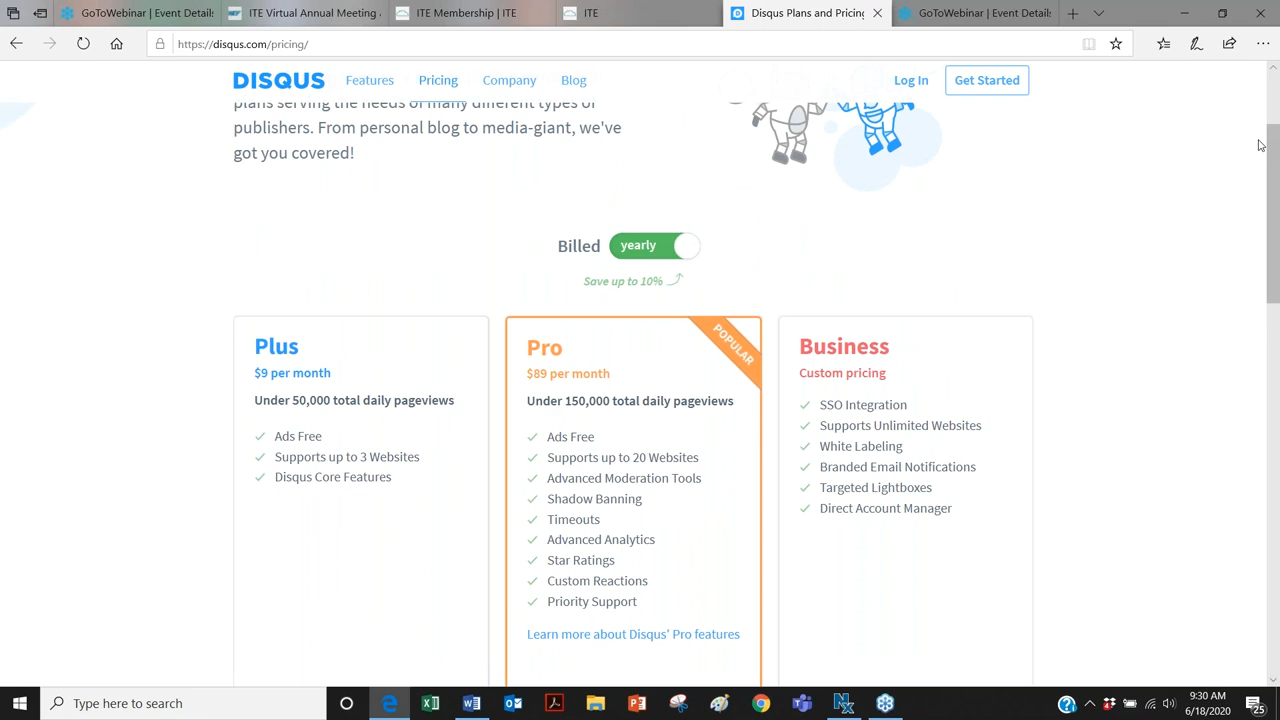 GoToWebinar | Event Detail:
ITE Virtual Annual Meeting
ITE Membership | ITE
ITE
Disqus Plans and Pricing
GoToWebinar | Event Details
https://disqus.com/pricing/
DISQUS
Features
Pricing
Company
Blog
Log In
Get Started
plans serving the needs of many different types of
publishers. From personal blog to media-giant, we've
got you covered!
Billed
yearly
Save up to 10%
Plus
$9 per month
Under 50,000 total daily pageviews
Ads Free
Supports up to 3 Websites
Disqus Core Features
POPULAR
Pro
$89 per month
Under 150,000 total daily pageviews
Ads Free
Supports up to 20 Websites
Advanced Moderation Tools
Shadow Banning
Timeouts
Advanced Analytics
Star Ratings
Custom Reactions
Priority Support
Learn more about Disqus' Pro features
Business
Custom pricing
SSO Integration
Supports Unlimited Websites
White Labeling
Branded Email Notifications
Targeted Lightboxes
Direct Account Manager
Type here to search
9:30 AM
6/18/2020
25